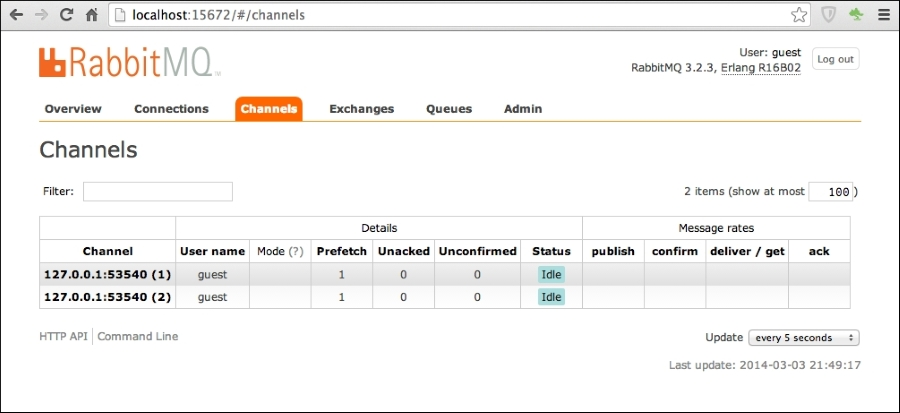 localhost:15672/#/channels
RabbitMQ™
User: guest
RabbitMQ 3.2.3, Erlang R16B02
Log out
Overview Connections Channels Exchanges Queues Admin
Channels
Filter: 2 items (show at most 100 )
Details Message rates
Channel User name Mode (?) Prefetch Unacked Unconfirmed Status publish confirm deliver / get ack
127.0.0.1:53540 (1) guest 1 0 0 Idle
127.0.0.1:53540 (2) guest 1 0 0 Idle
HTTP API | Command Line Update every 5 seconds
Last update: 2014-03-03 21:49:17